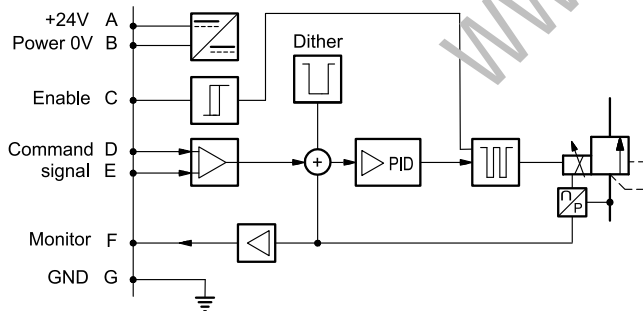 +24V A
Power 0V B
Dither
Enable C
Command D
signal E
+
PID
Monitor F
P
GND G